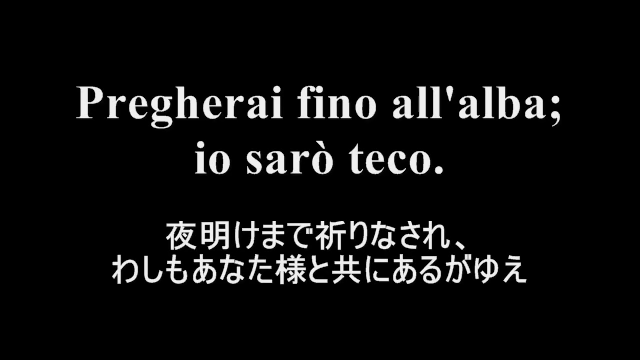 Pregherai fino all'alba;
io sarò teco.
夜明けまで祈りなされ、
わしもあなた様と共にあるがゆえ